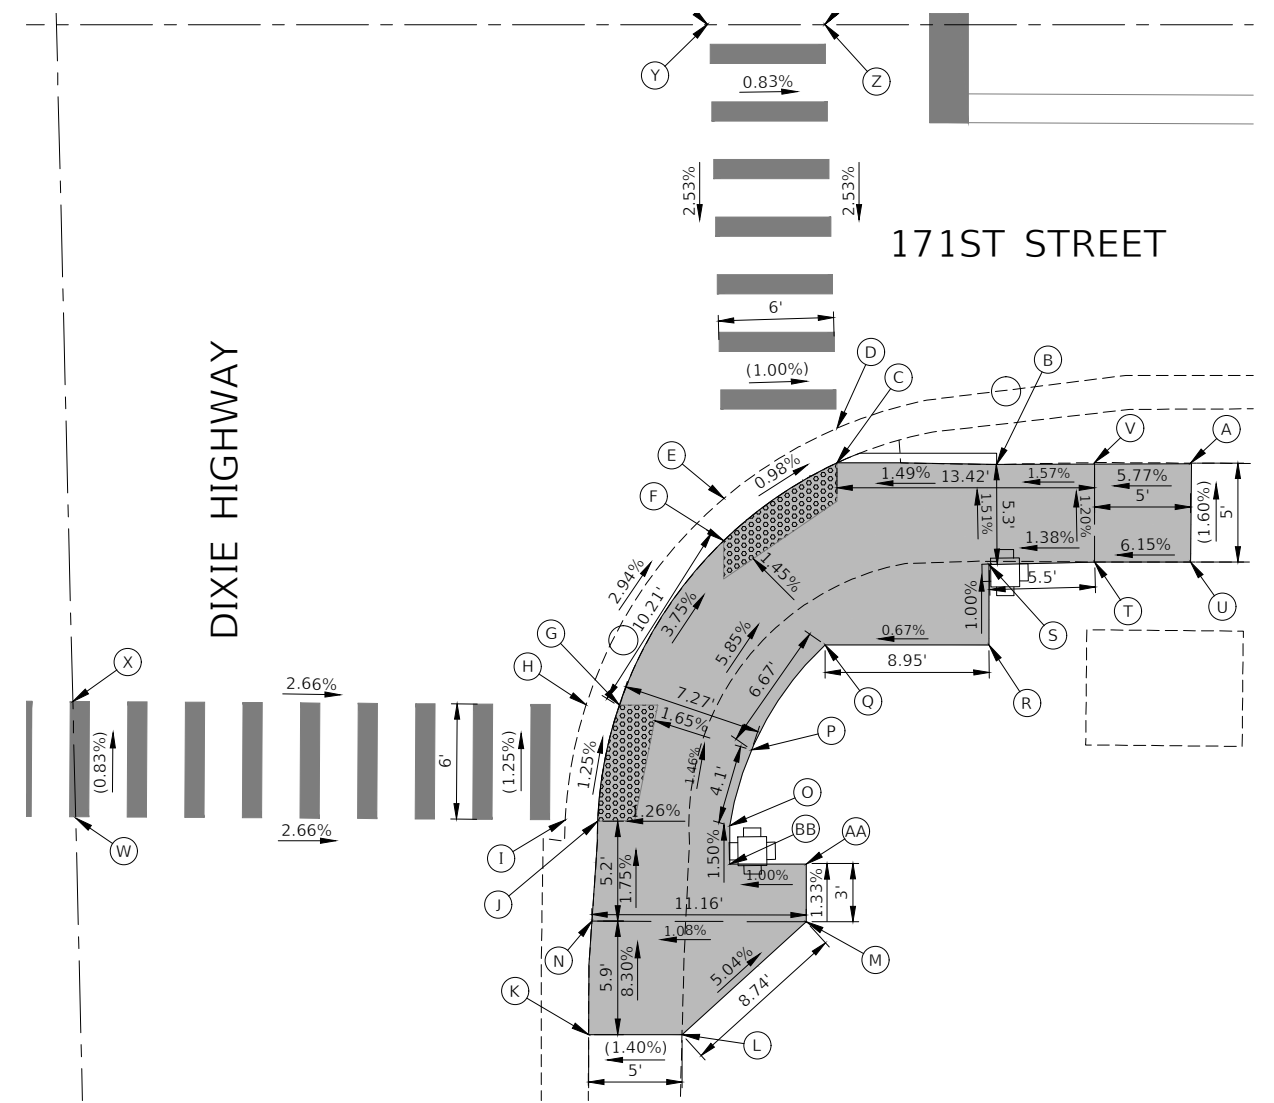 Y
Z
0.83%
2.53%
2.53%
171ST STREET
6'
(1.00%)
DIXIE HIGHWAY
D
C
B
V
A
E
F
0.98%
1.49%
13.42'
1.57%
5.77%
5'
(1.60%)
5'
1.51%
5.3'
1.20%
1.38%
6.15%
1.45%
2.94%
10.21'
3.75%
5.85%
1.00%
5.5'
T
U
S
0.67%
8.95'
R
Q
G
H
X
2.66%
7.27'
1.65%
6.67'
P
(0.83%)
6'
(1.25%)
1.25%
1.46%
4.1'
O
BB
AA
1.26%
2.66%
W
I
J
5.2'
1.75%
1.50%
1.00%
1.33%
3'
11.16'
1.08%
N
M
5.9'
8.30%
5.04%
8.74'
K
L
(1.40%)
5'